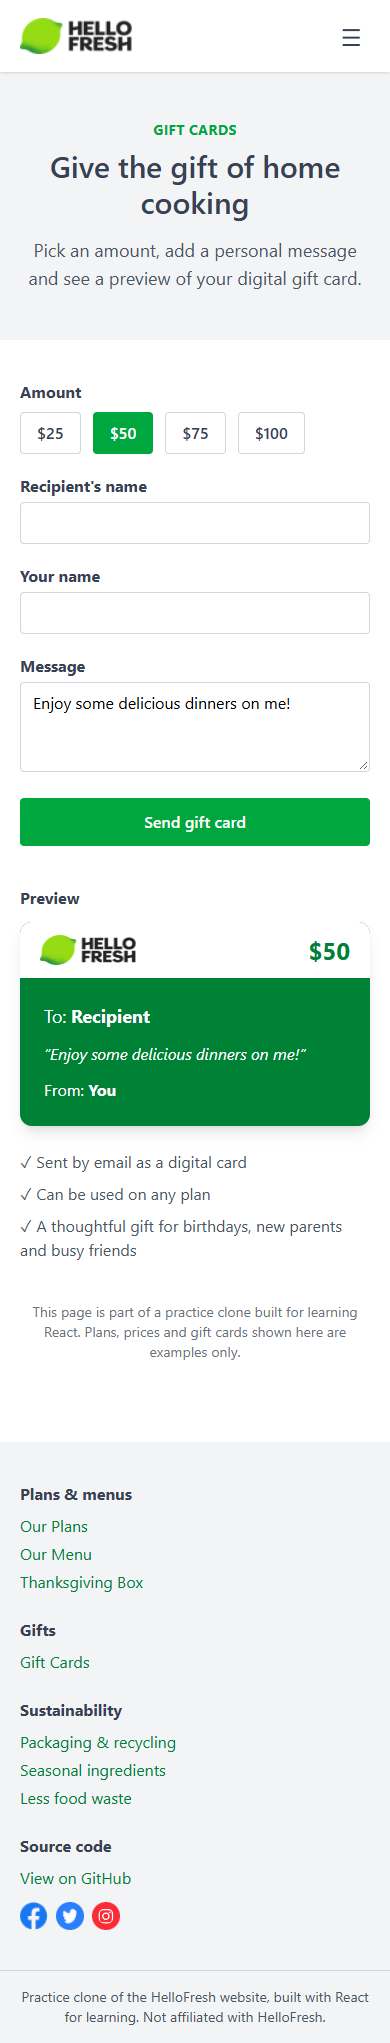 HELLO
FRESH
GIFT CARDS
Give the gift of home
cooking
Pick an amount, add a personal message
and see a preview of your digital gift card.
Amount
$25 $50 $75 $100
Recipient's name
Your name
Message
Enjoy some delicious dinners on me!
Send gift card
Preview
HELLO
FRESH
$50
To: Recipient
“Enjoy some delicious dinners on me!”
From: You
✓ Sent by email as a digital card
✓ Can be used on any plan
✓ A thoughtful gift for birthdays, new parents
and busy friends
This page is part of a practice clone built for learning
React. Plans, prices and gift cards shown here are
examples only.
Plans & menus
Our Plans
Our Menu
Thanksgiving Box
Gifts
Gift Cards
Sustainability
Packaging & recycling
Seasonal ingredients
Less food waste
Source code
View on GitHub
Practice clone of the HelloFresh website, built with React
for learning. Not affiliated with HelloFresh.